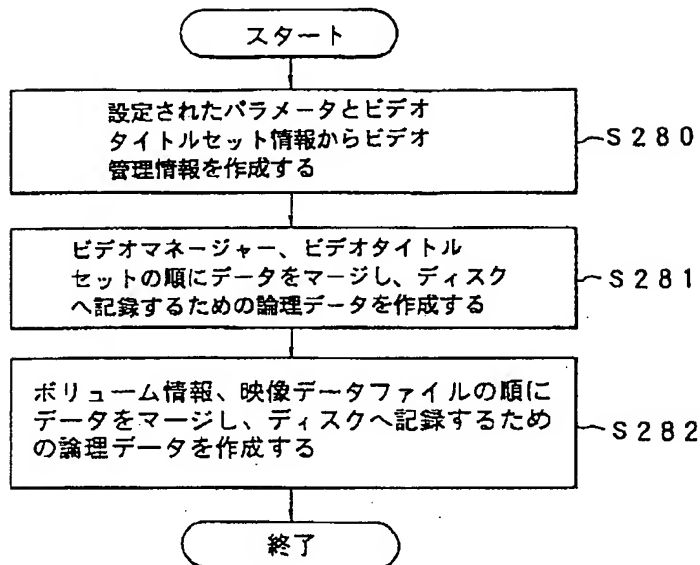 スタート
設定されたパラメータとビデオ
タイトルセット情報からビデオ
管理情報を作成する
S280
ビデオマネージャー、ビデオタイトル
セットの順にデータをマージし、ディスク
へ記録するための論理データを作成する
S281
ボリューム情報、映像データファイルの順に
データをマージし、ディスクへ記録するため
の論理データを作成する
S282
終了